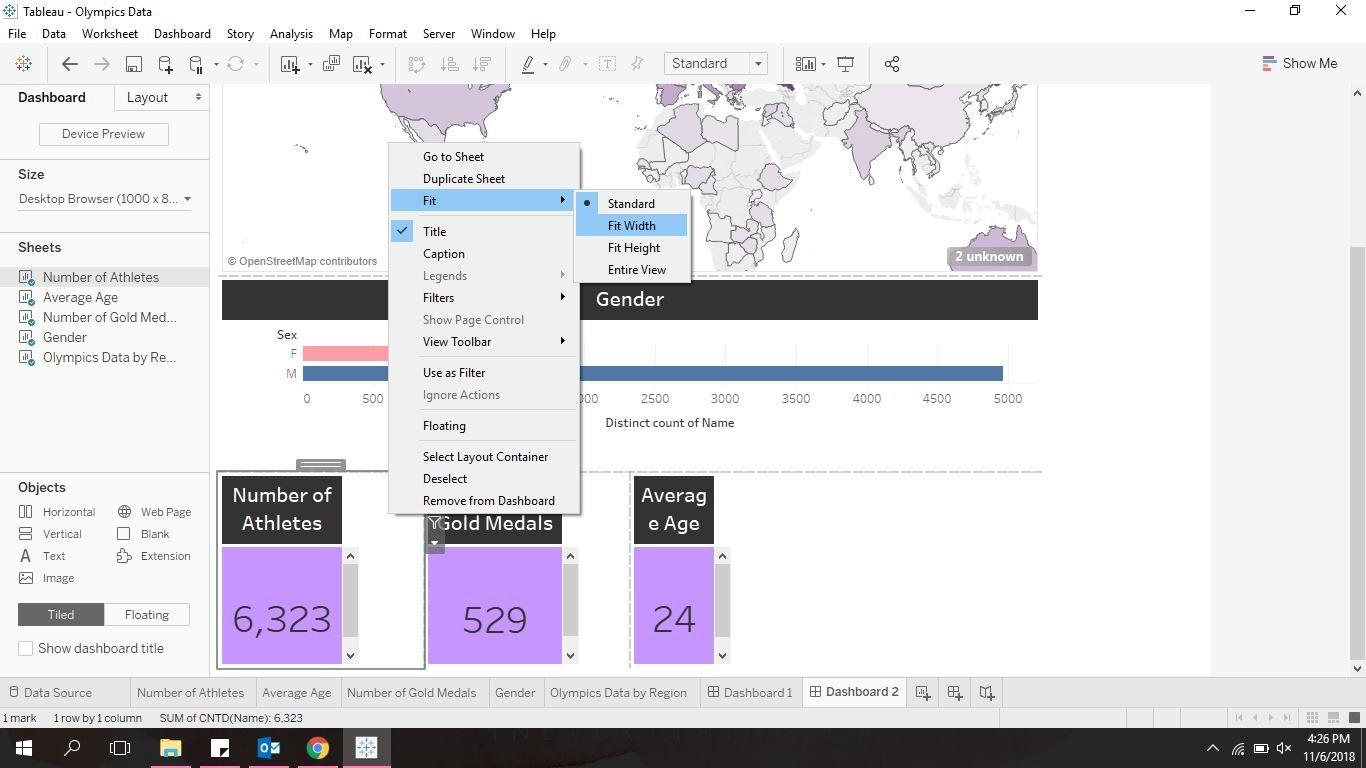 Tableau - Olympics Data
File Data Worksheet Dashboard Story Analysis Map Format Server Window Help
Standard
Show Me
Dashboard Layout
Device Preview
Size
Desktop Browser (1000 x 8...
Sheets
Number of Athletes
Average Age
Number of Gold Med...
Gender
Olympics Data by Re...
Objects
Horizontal Web Page
Vertical Blank
Text Extension
Image
Tiled Floating
Show dashboard title
© OpenStreetMap contributors
2 unknown
Go to Sheet
Duplicate Sheet
Fit
Title
Caption
Legends
Filters
Show Page Control
View Toolbar
Use as Filter
Ignore Actions
Floating
Select Layout Container
Deselect
Remove from Dashboard
Standard
Fit Width
Fit Height
Entire View
Gender
Sex
F
M
0 500 000 2500 3000 3500 4000 4500 5000
Distinct count of Name
Number of
Athletes
6,323
Gold Medals
529
Averag
e Age
24
Data Source Number of Athletes Average Age Number of Gold Medals Gender Olympics Data by Region Dashboard 1 Dashboard 2
1 mark 1 row by 1 column SUM of CNTD(Name): 6,323
4:26 PM
11/6/2018